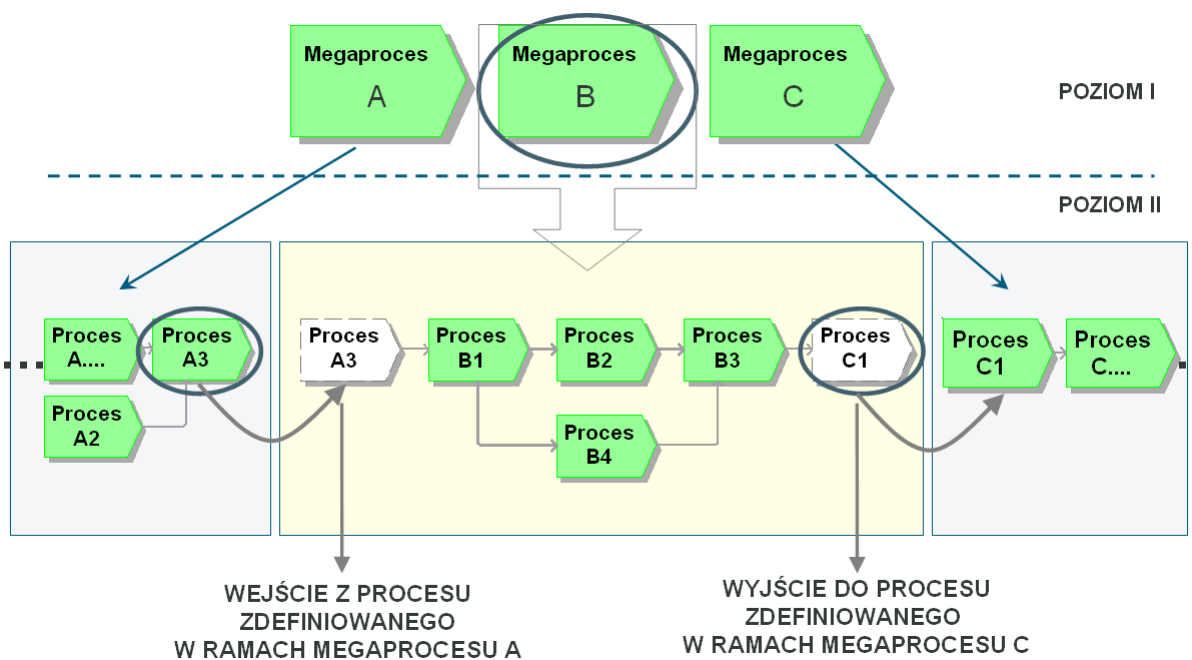 Megaproces
A
Megaproces
B
Megaproces
C
POZIOM I
POZIOM II
Proces
A....
Proces
A3
Proces
A2
Proces
A3
Proces
B1
Proces
B2
Proces
B3
Proces
C1
Proces
B4
Proces
C1
Proces
C....
WEJŚCIE Z PROCESU
ZDEFINIOWANEGO
W RAMACH MEGAPROCESU A
WYJŚCIE DO PROCESU
ZDEFINIOWANEGO
W RAMACH MEGAPROCESU C